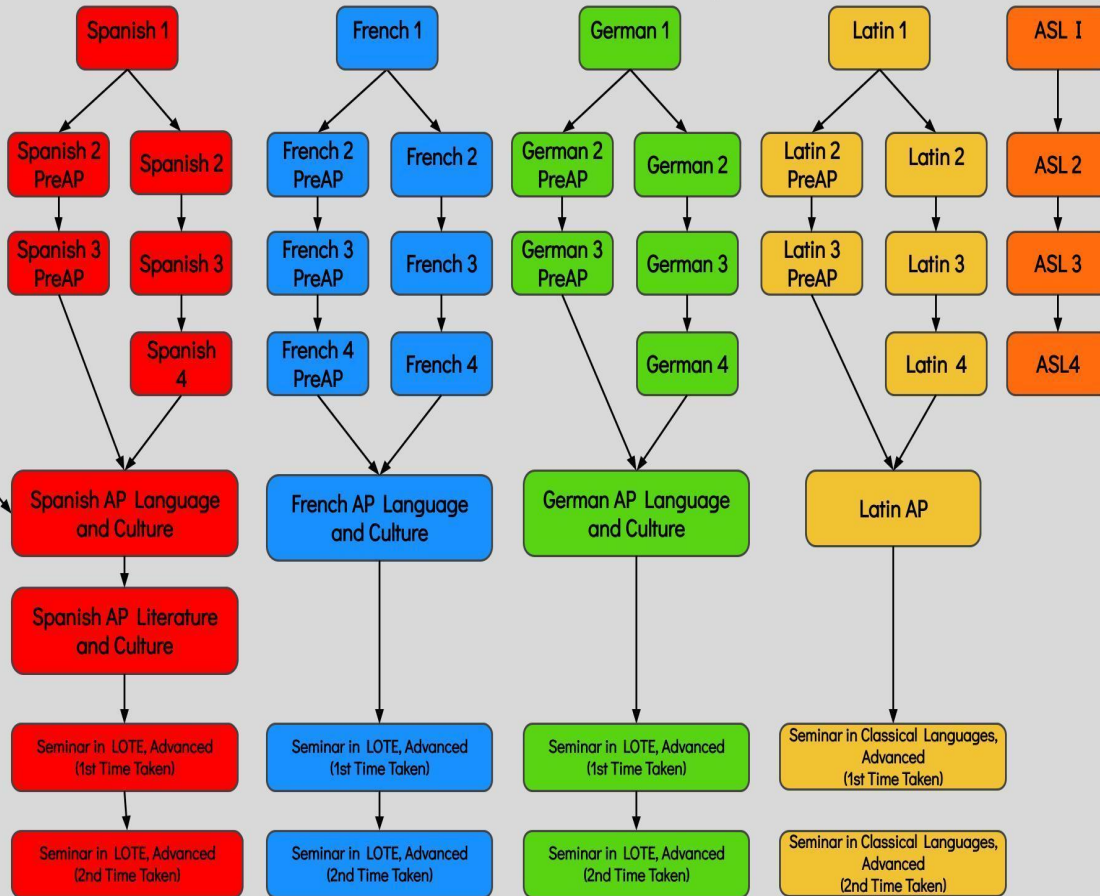 Spanish 1
French 1
German 1
Latin 1
ASL I
Spanish 2
PreAP
Spanish 2
French 2
PreAP
French 2
German 2
PreAP
German 2
Latin 2
PreAP
Latin 2
ASL 2
Spanish 3
PreAP
Spanish 3
French 3
PreAP
French 3
German 3
PreAP
German 3
Latin 3
PreAP
Latin 3
ASL 3
Spanish
4
French 4
PreAP
French 4
German 4
Latin 4
ASL4
Spanish AP Language
and Culture
French AP Language
and Culture
German AP Language
and Culture
Latin AP
Spanish AP Literature
and Culture
Seminar in LOTE, Advanced
(1st Time Taken)
Seminar in LOTE, Advanced
(1st Time Taken)
Seminar in LOTE, Advanced
(1st Time Taken)
Seminar in Classical Languages,
Advanced
(1st Time Taken)
Seminar in LOTE, Advanced
(2nd Time Taken)
Seminar in LOTE, Advanced
(2nd Time Taken)
Seminar in LOTE, Advanced
(2nd Time Taken)
Seminar in Classical Languages,
Advanced
(2nd Time Taken)